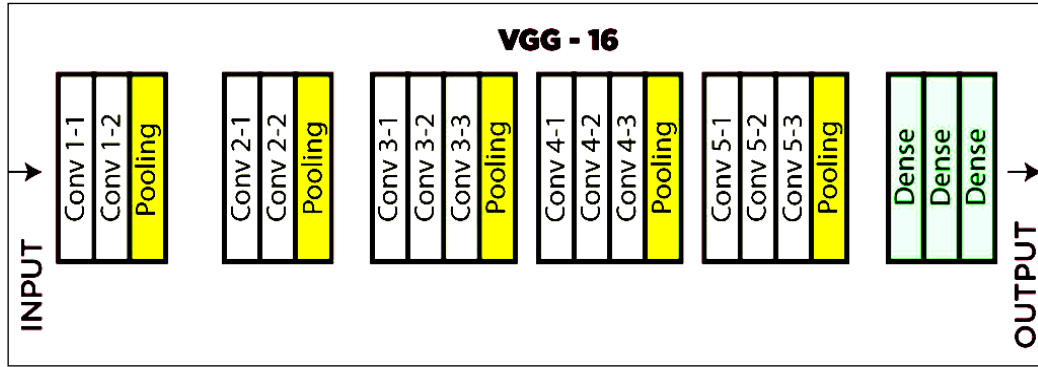 VGG - 16
INPUT
Conv 1-1
Conv 1-2
Pooling
Conv 2-1
Conv 2-2
Pooling
Conv 3-1
Conv 3-2
Conv 3-3
Pooling
Conv 4-1
Conv 4-2
Conv 4-3
Pooling
Conv 5-1
Conv 5-2
Conv 5-3
Pooling
Dense
Dense
Dense
OUTPUT